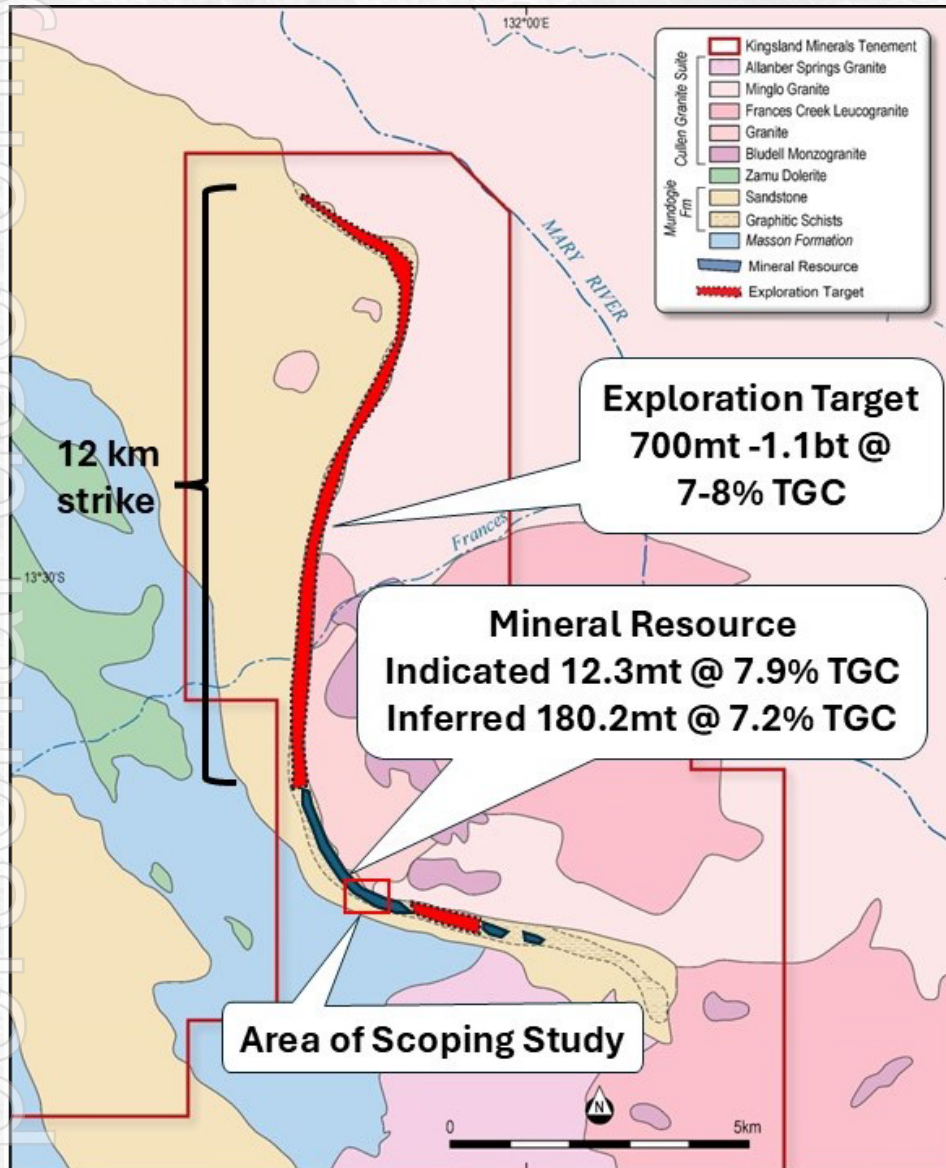 132°00'E
Kingsland Minerals Tenement
Cullen Granite Suite
Allanber Springs Granite
Minglo Granite
Frances Creek Leucogranite
Granite
Bludell Monzogranite
Zamu Dolerite
Mundogie
Fm
Sandstone
Graphitic Schists
Masson Formation
Mineral Resource
Exploration Target
MARY RIVER
Exploration Target
700mt -1.1bt @
7-8% TGC
12 km
strike
Frances
13°30'S
Mineral Resource
Indicated 12.3mt @ 7.9% TGC
Inferred 180.2mt @ 7.2% TGC
Area of Scoping Study
N
0
5km